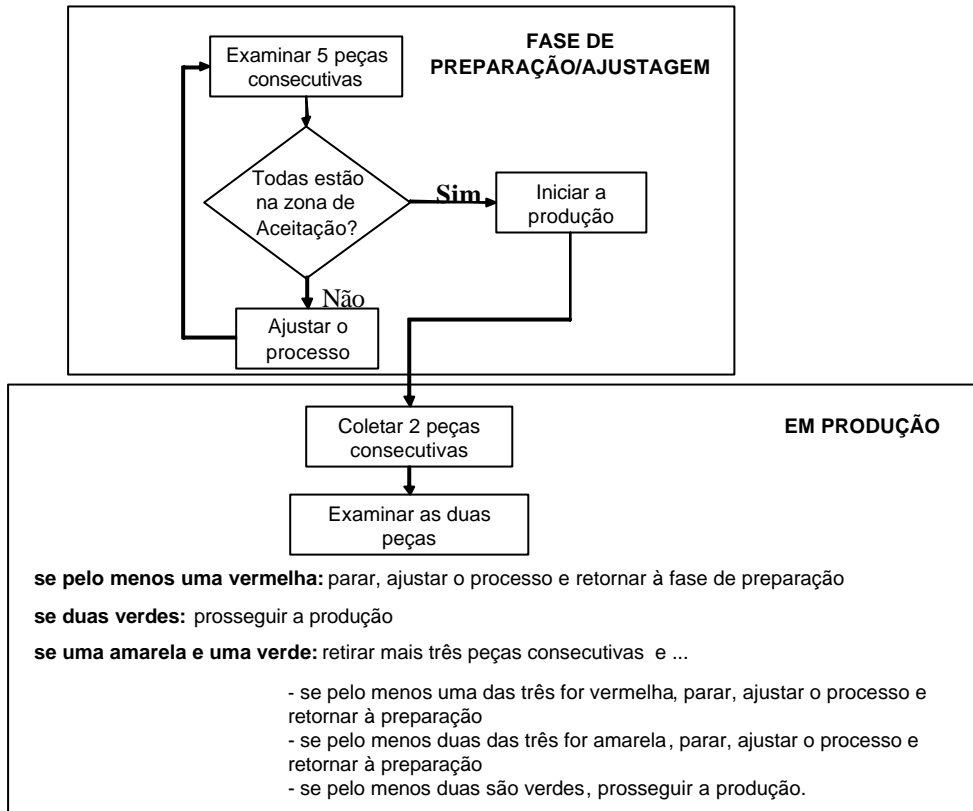 FASE DE
PREPARAÇÃO/AJUSTAGEM
Examinar 5 peças
consecutivas
Todas estão
na zona de
Aceitação?
Sim
Iniciar a
produção
Não
Ajustar o
processo
EM PRODUÇÃO
Coletar 2 peças
consecutivas
Examinar as duas
peças
se pelo menos uma vermelha: parar, ajustar o processo e retornar à fase de preparação
se duas verdes: prosseguir a produção
se uma amarela e uma verde: retirar mais três peças consecutivas e ...
- se pelo menos uma das três for vermelha, parar, ajustar o processo e
retornar à preparação
- se pelo menos duas das três for amarela, parar, ajustar o processo e
retornar à preparação
- se pelo menos duas são verdes, prosseguir a produção.